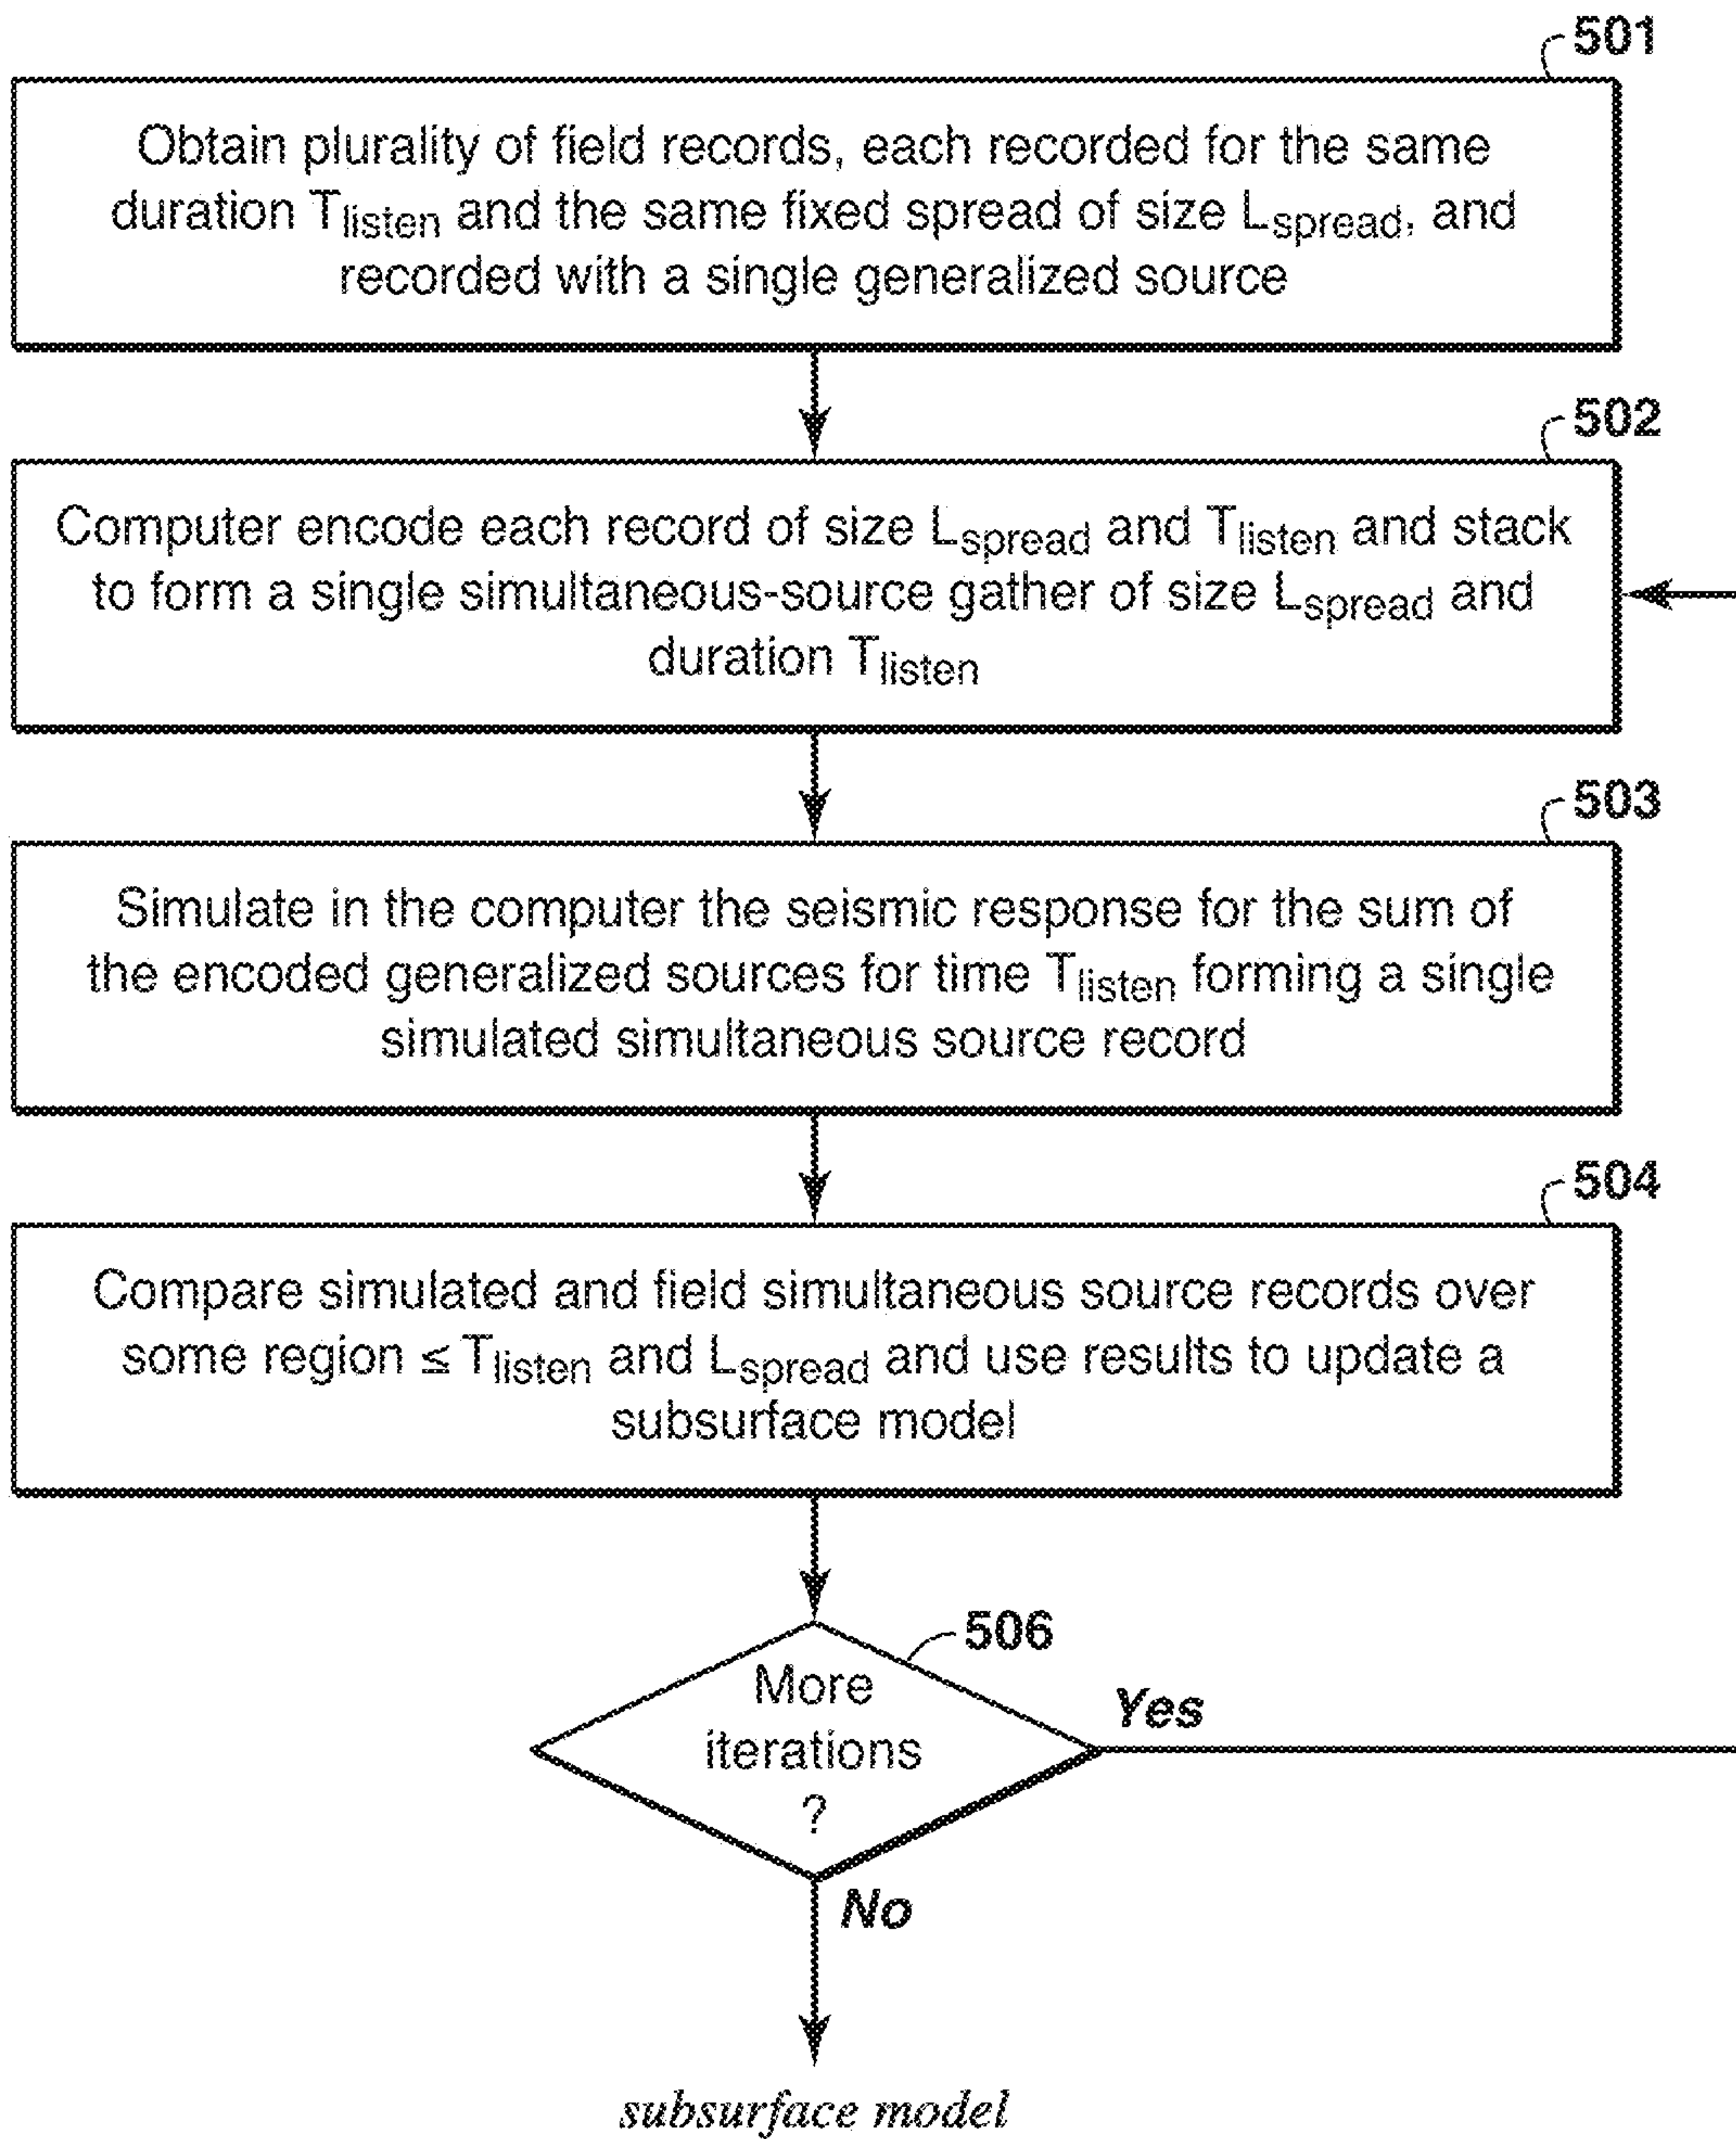 501
Obtain plurality of field records, each recorded for the same
duration Tlisten and the same fixed spread of size Lspread, and
recorded with a single generalized source
502
Computer encode each record of size Lspread and Tlisten and stack
to form a single simultaneous-source gather of size Lspread and
duration Tlisten
503
Simulate in the computer the seismic response for the sum of
the encoded generalized sources for time Tlisten forming a single
simulated simultaneous source record
504
Compare simulated and field simultaneous source records over
some region ≤ Tlisten and Lspread and use results to update a
subsurface model
506
More
iterations
?
Yes
No
subsurface model